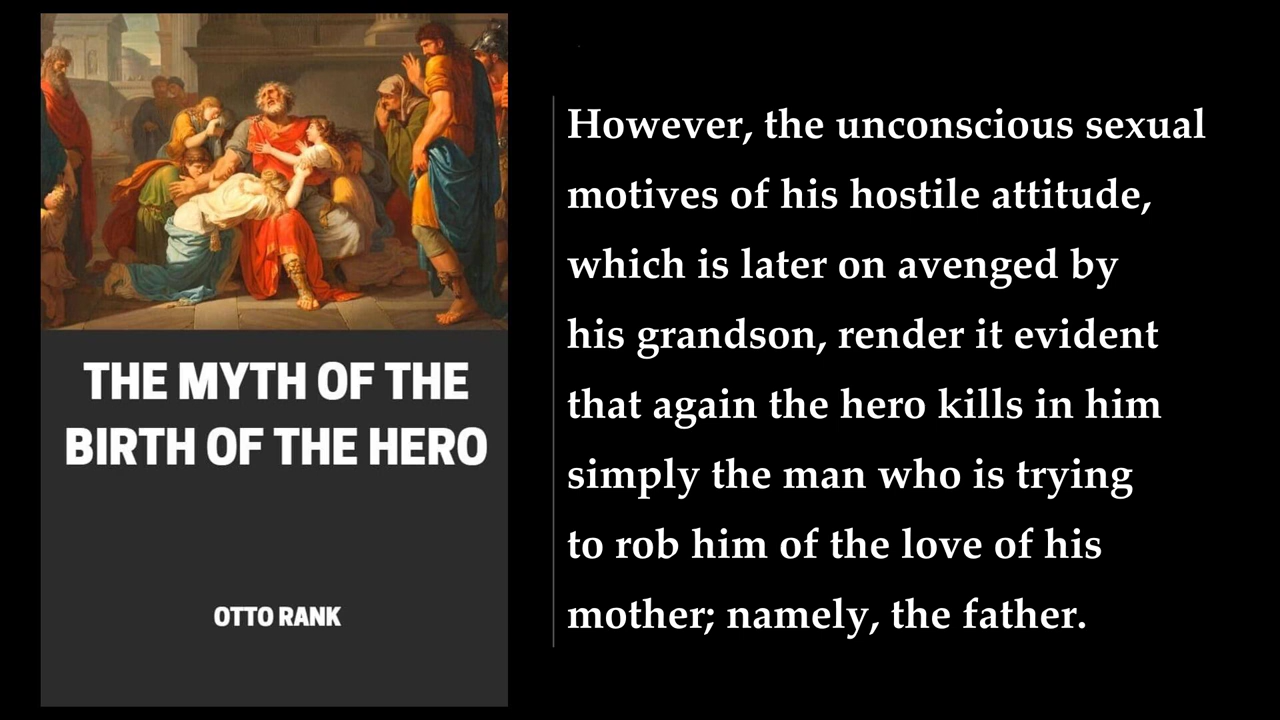 THE MYTH OF THE
BIRTH OF THE HERO
OTTO RANK
However, the unconscious sexual
motives of his hostile attitude,
which is later on avenged by
his grandson, render it evident
that again the hero kills in him
simply the man who is trying
to rob him of the love of his
mother; namely, the father.